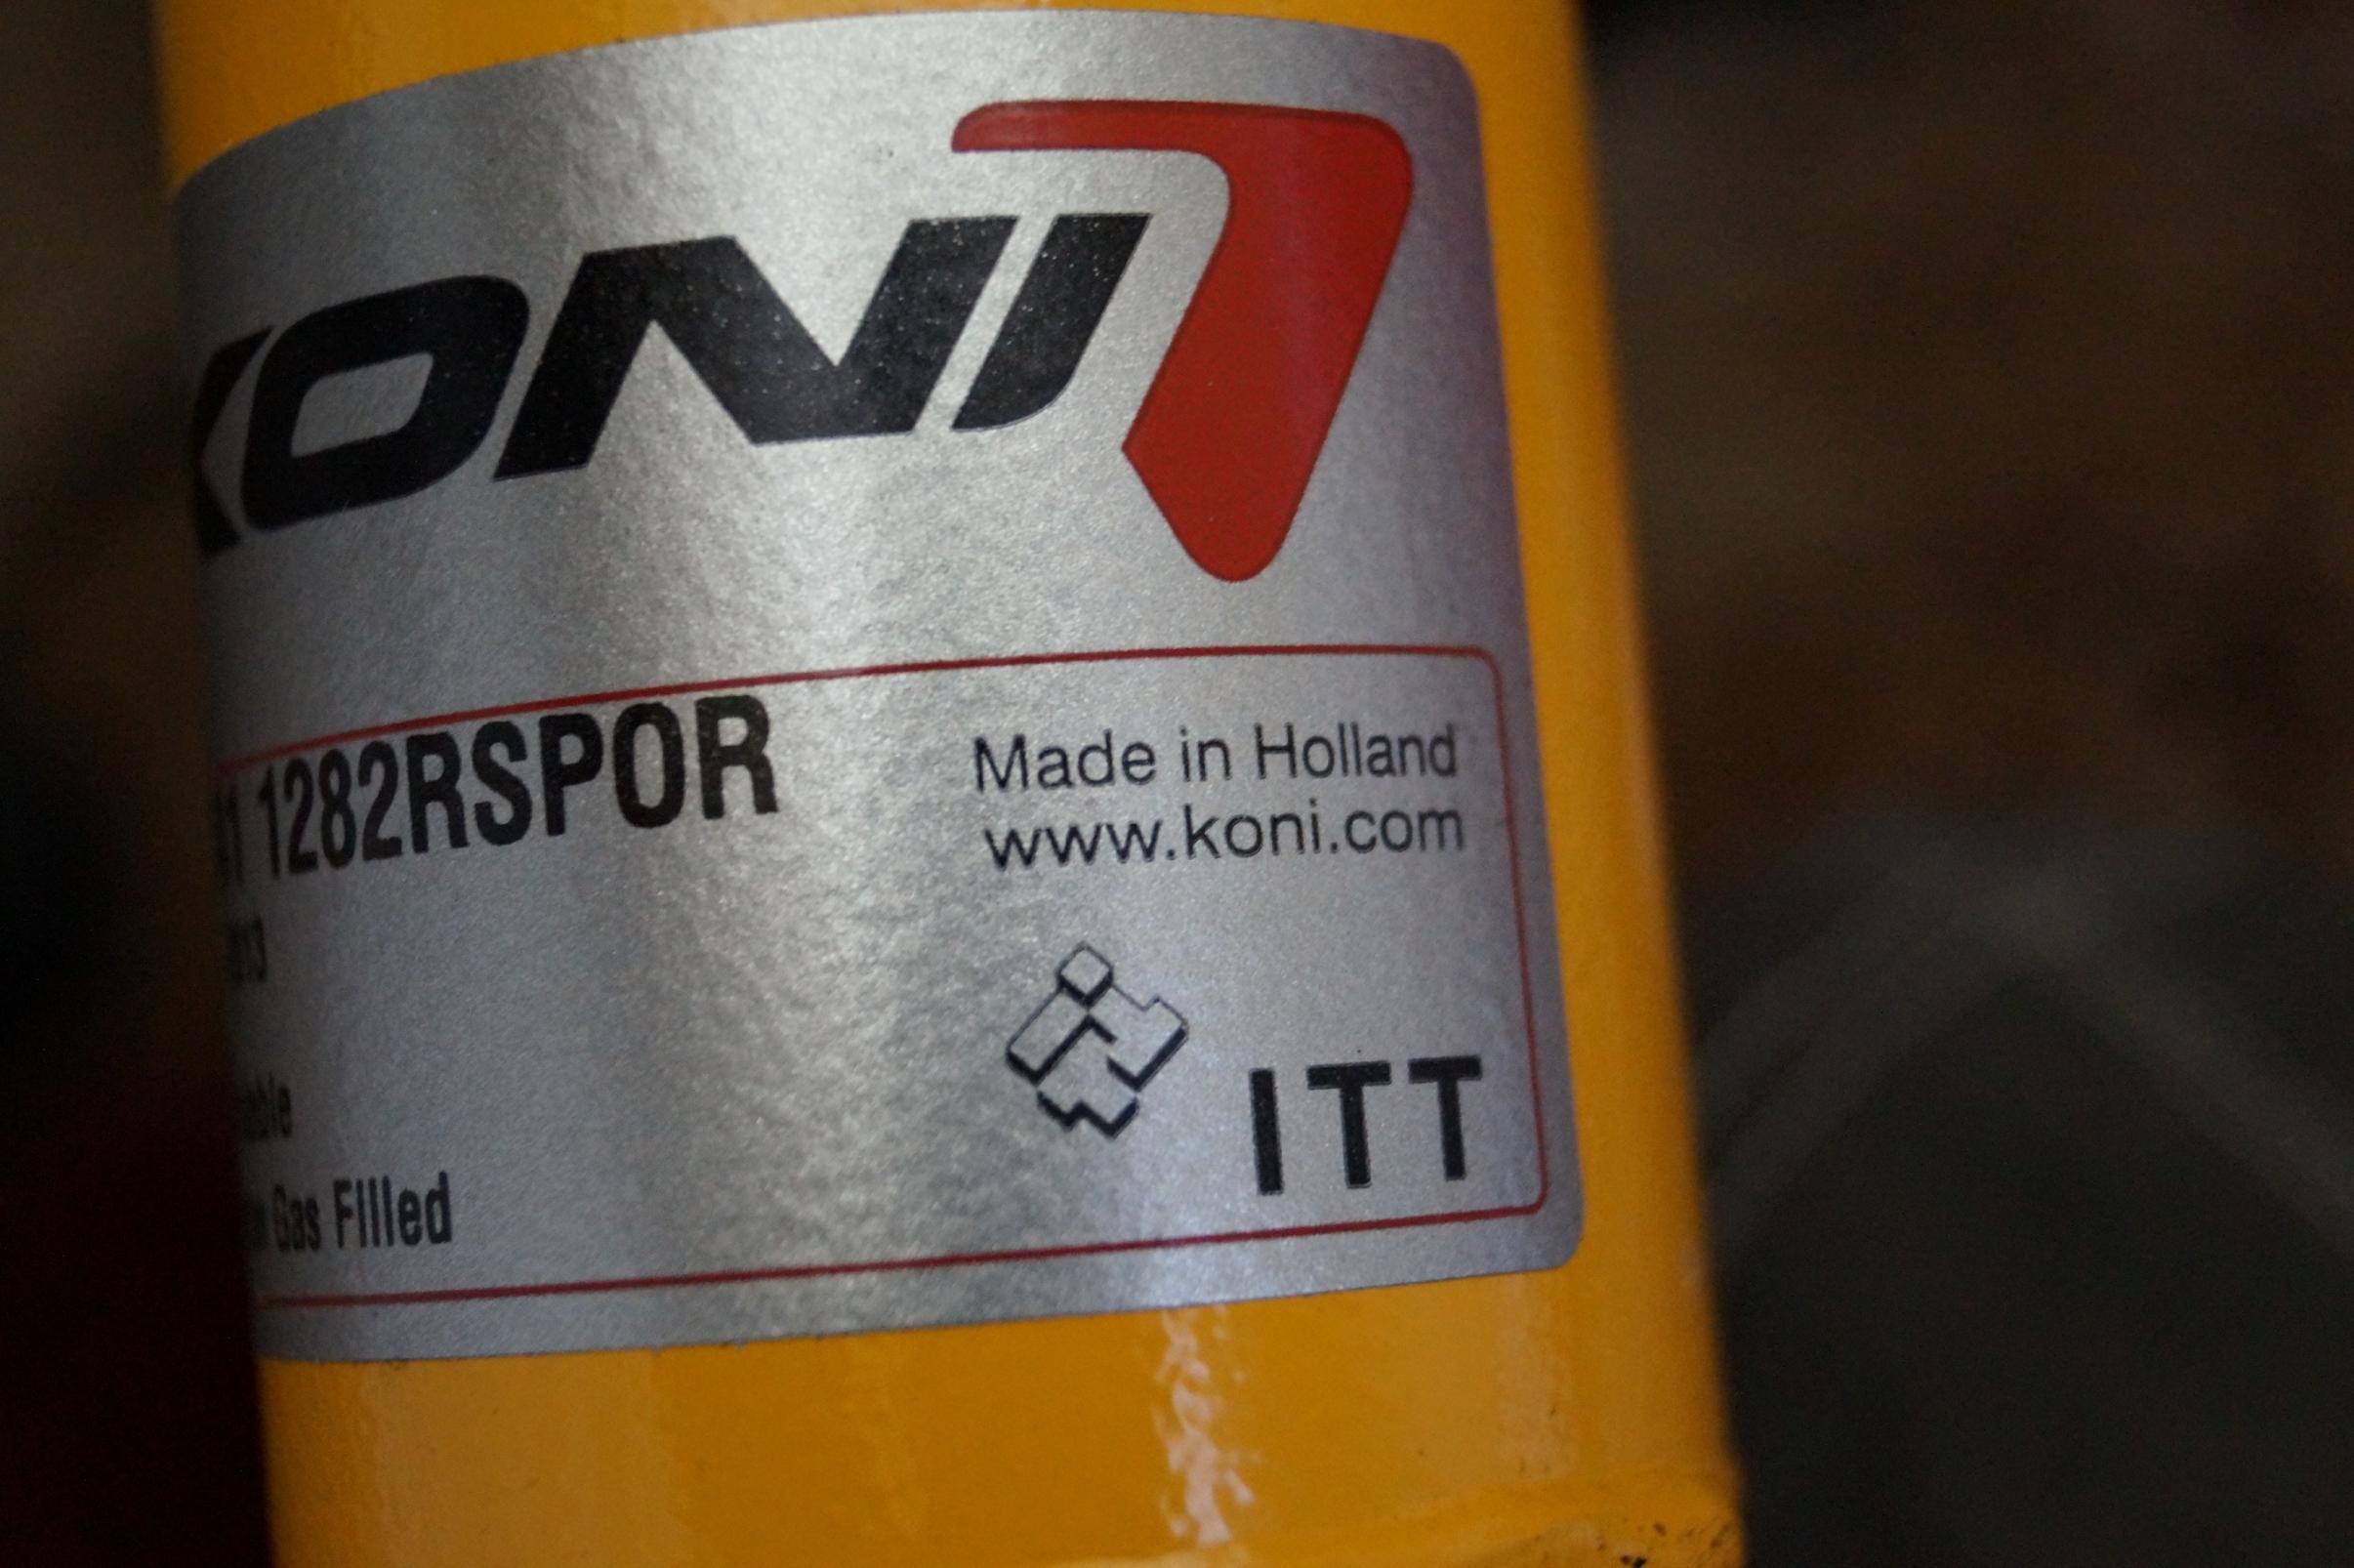 KONI
1282RSPOR
Made in Holland
www.koni.com
Gas Filled
ITT